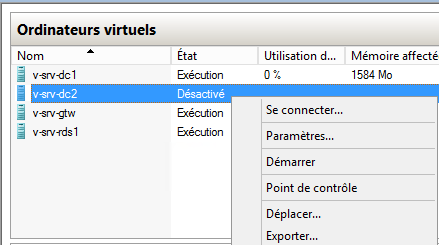 Ordinateurs virtuels
Nom État Utilisation d... Mémoire affecté
v-srv-dc1 Exécution 0 % 1584 Mo
v-srv-dc2 Désactivé
v-srv-gtw Exécution
v-srv-rds1 Exécution
Se connecter...
Paramètres...
Démarrer
Point de contrôle
Déplacer...
Exporter...